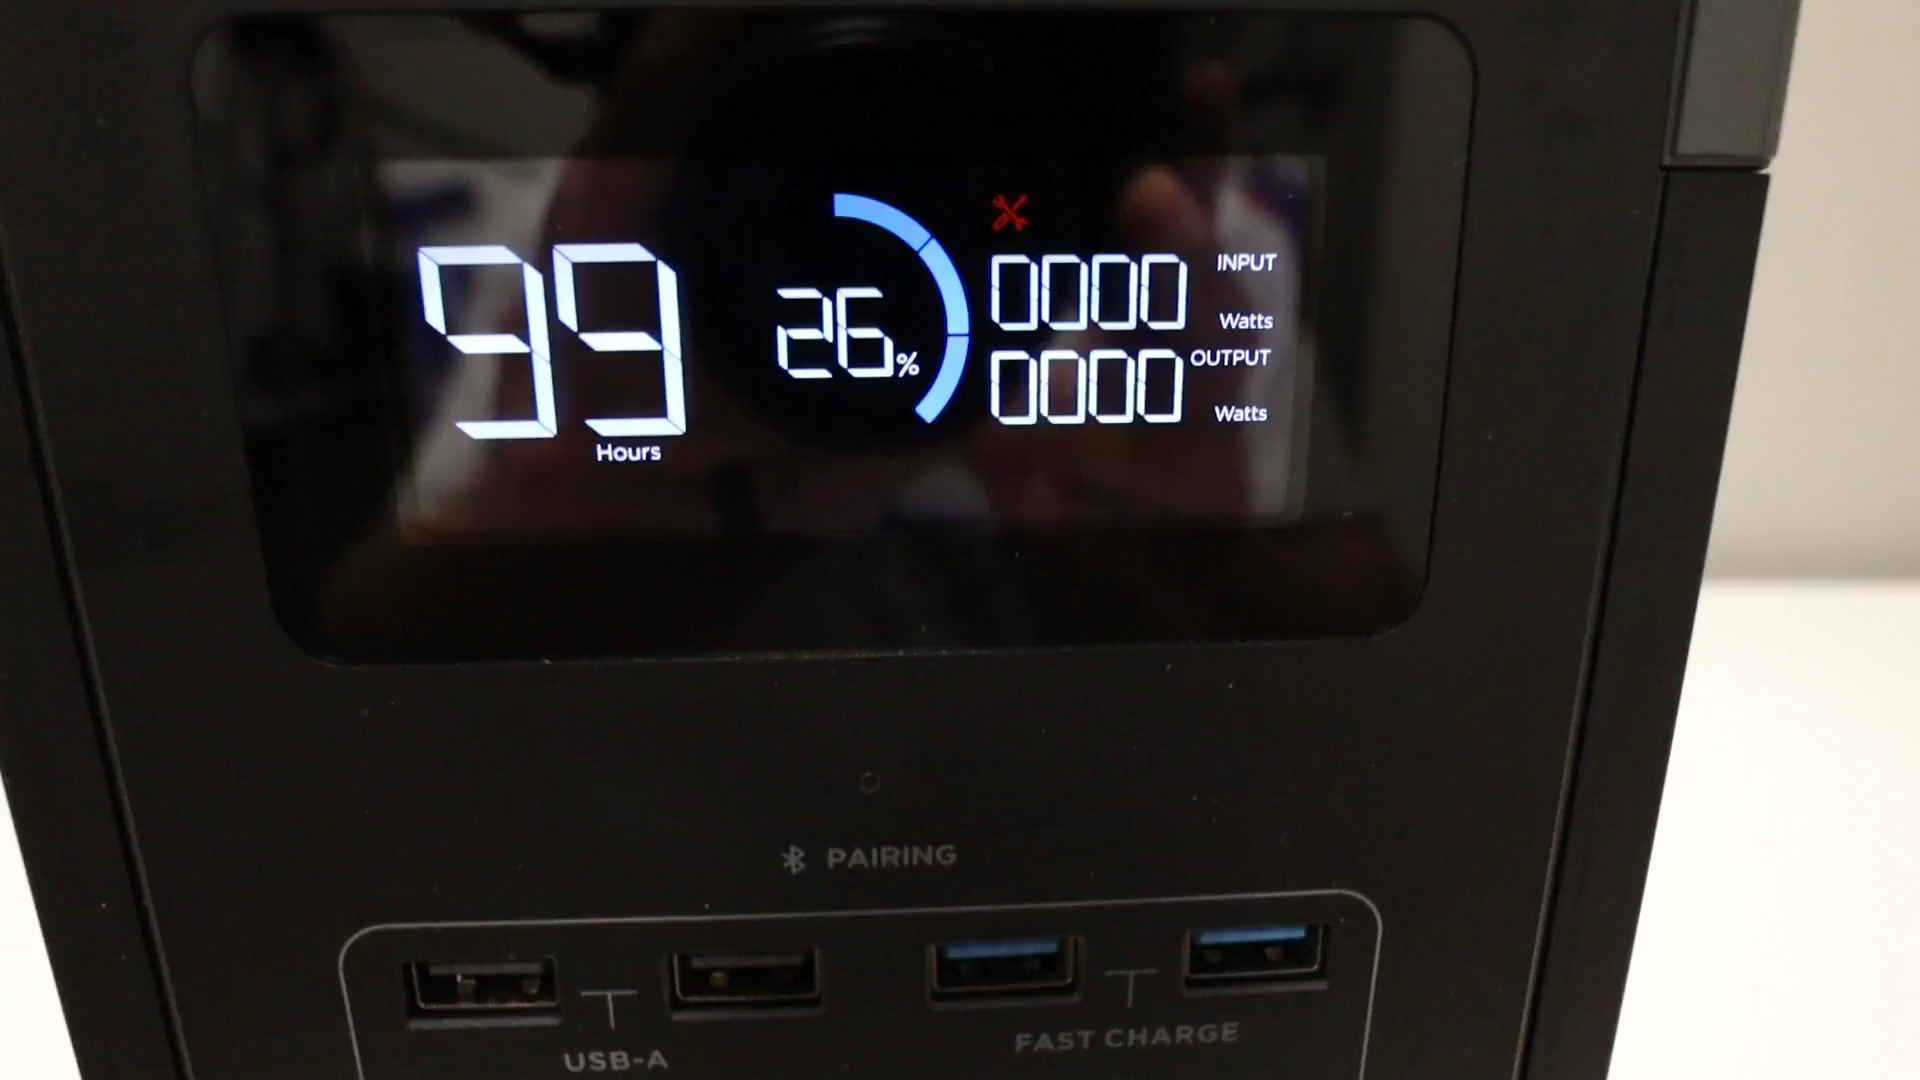 99
Hours
26%
0000 INPUT
Watts
0000 OUTPUT
Watts
PAIRING
USB-A
FAST CHARGE